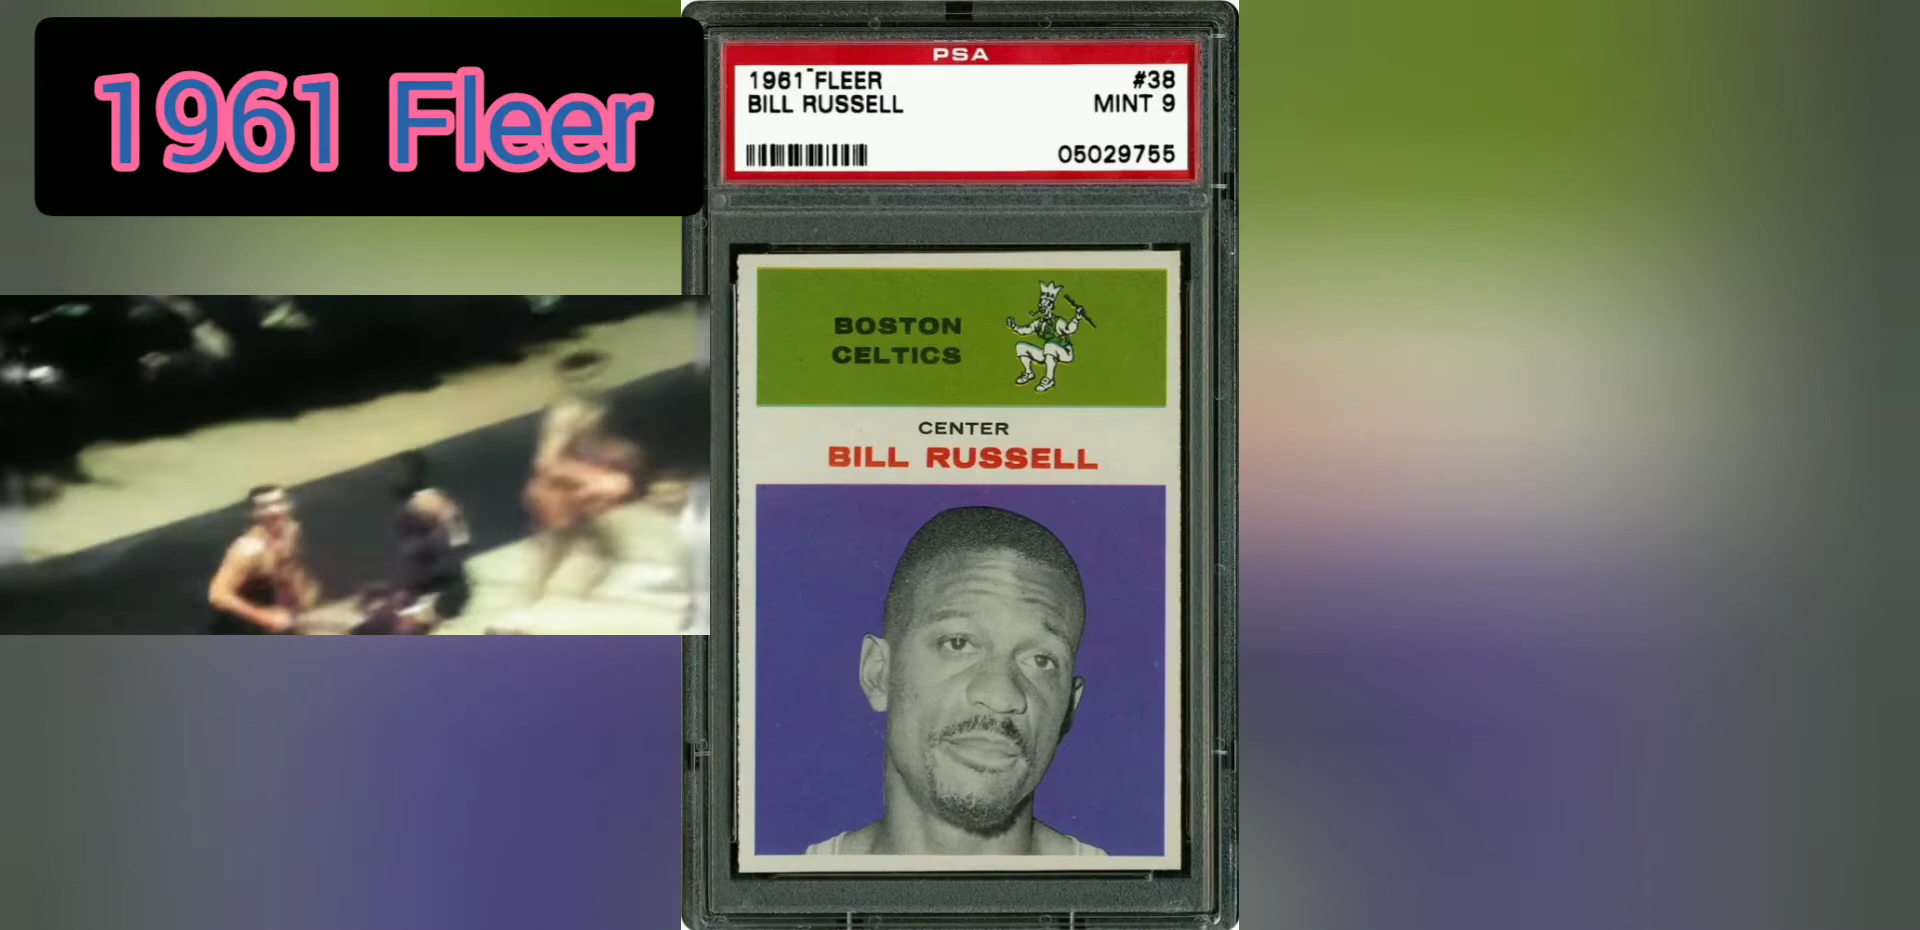 1961 Fleer
PSA
1961 FLEER #38
BILL RUSSELL MINT 9
05029755
BOSTON
CELTICS
CENTER
BILL RUSSELL